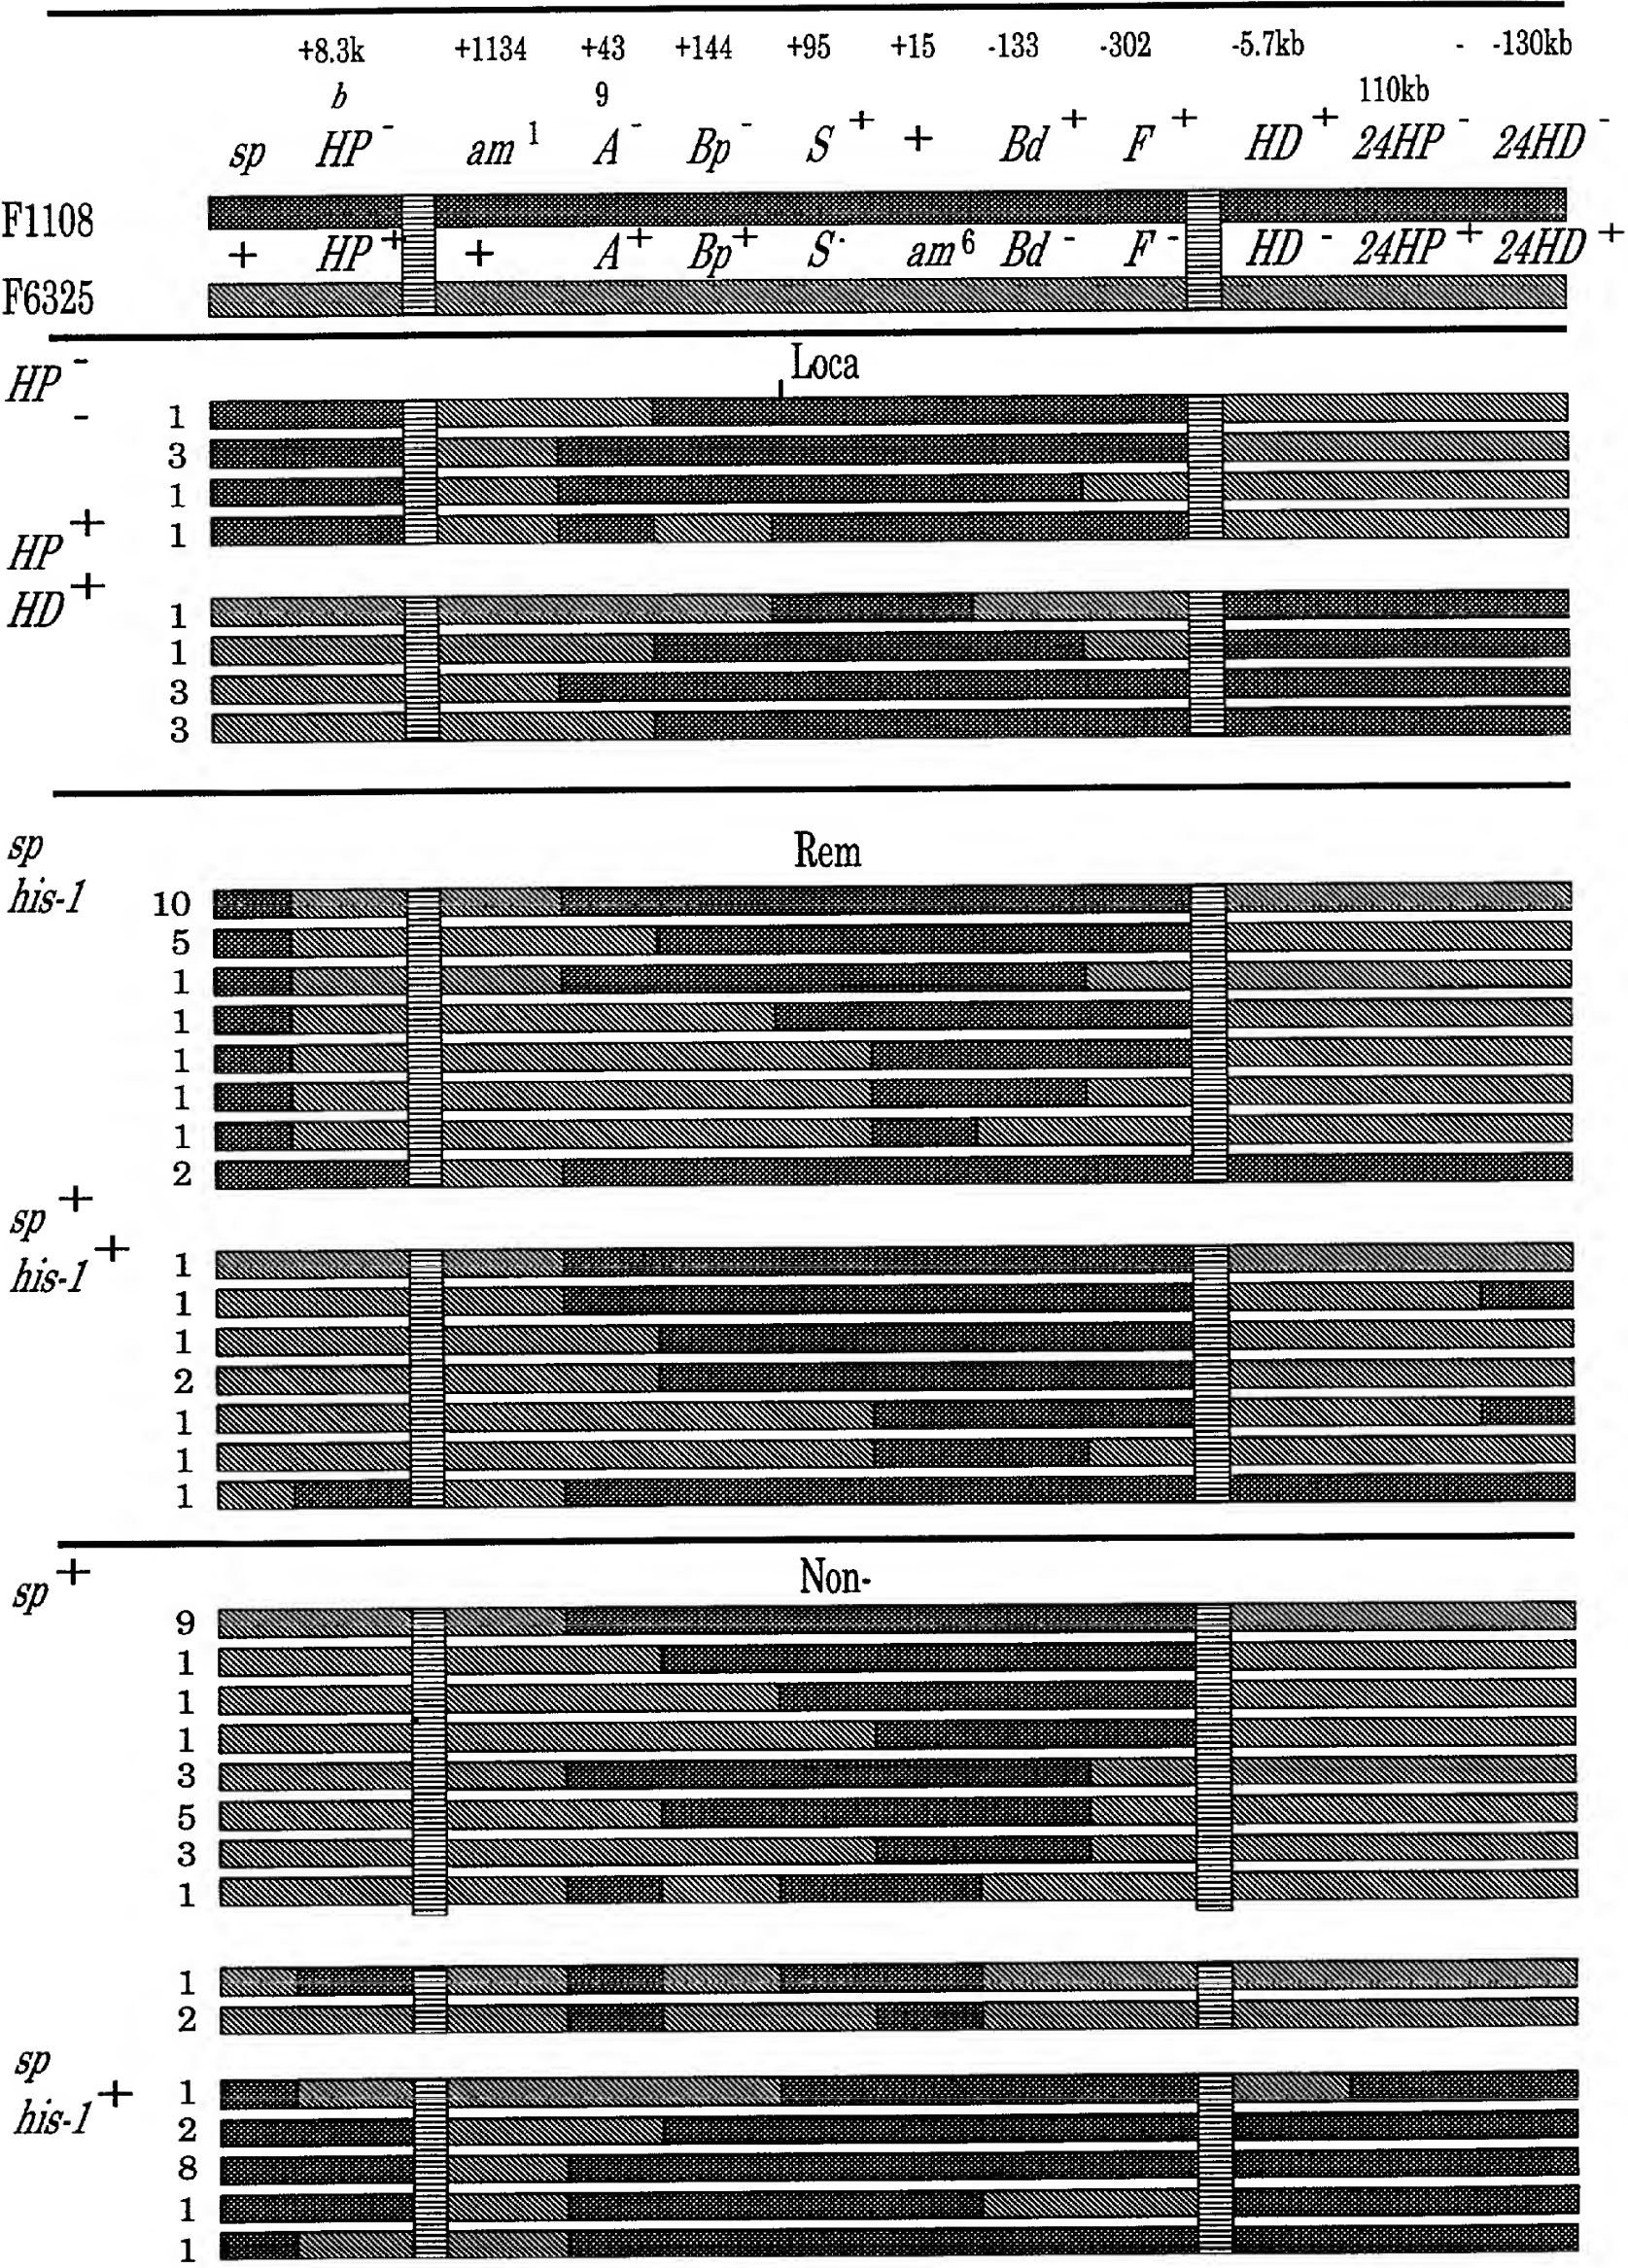 +8.3k +1134 +43 +144 +95 +15 -133 -302 -5.7kb - -130kb
b 9 110kb
sp HP - am 1 A - Bp - S + + Bd + F + HD + 24HP - 24HD -
F1108
+ HP + + A + Bp + S - am 6 Bd - F - HD - 24HP + 24HD +
F6325
HP -
Loca
-
1
3
1
HP +
1
HD +
1
1
3
3
sp
Rem
his-1
10
5
1
1
1
1
1
2
sp +
his-1 +
1
1
1
2
1
1
1
sp +
Non-
9
1
1
1
3
5
3
1
1
2
sp
his-1 +
1
2
8
1
1